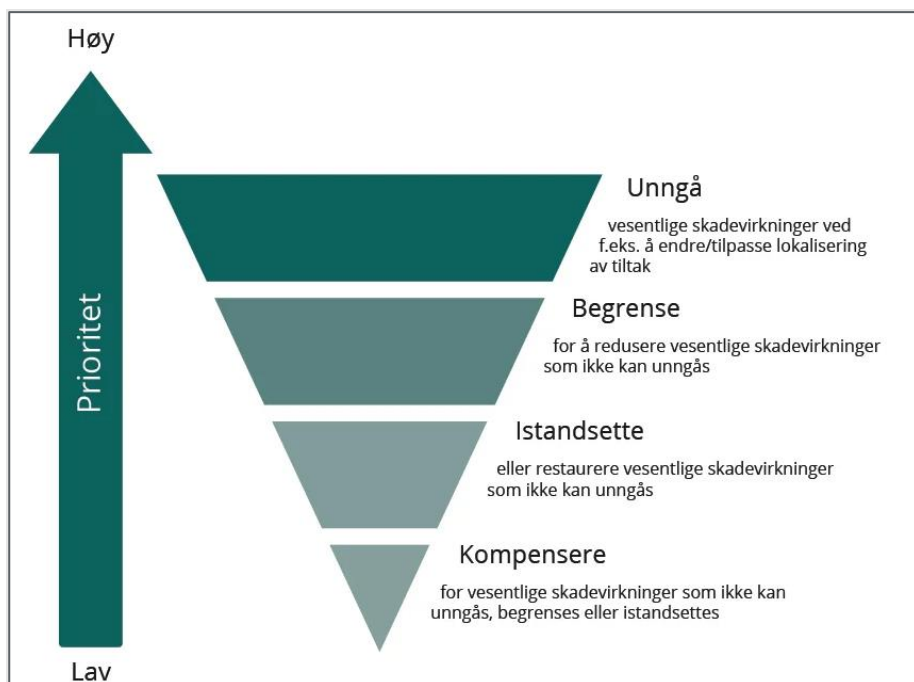 Høy
Prioritet
Lav
Unngå
vesentlige skadevirkninger ved
f.eks. å endre/tilpasse lokalisering
av tiltak
Begrense
for å redusere vesentlige skadevirkninger
som ikke kan unngås
Istandsette
eller restaurere vesentlige skadevirkninger
som ikke kan unngås
Kompensere
for vesentlige skadevirkninger som ikke kan
unngås, begrenses eller istandsettes